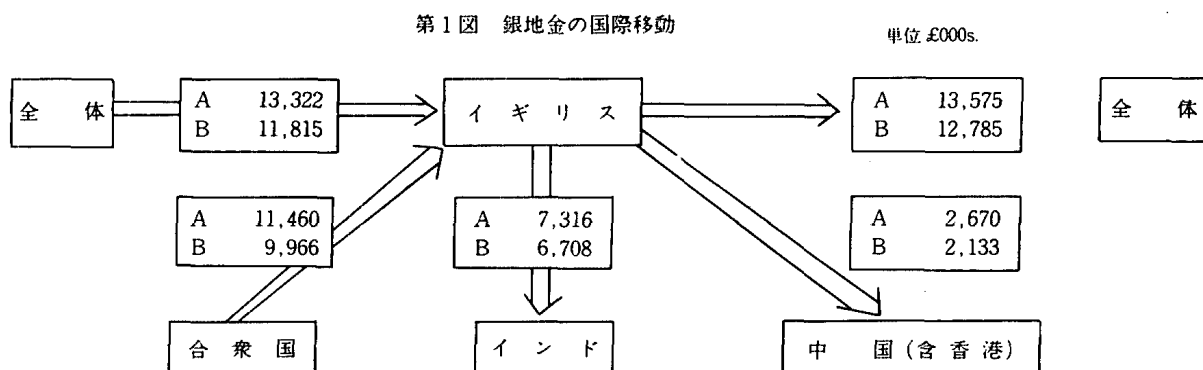 第1図 銀地金の国際移動
単位 £000s.
全体
A 13,322
B 11,815
イギリス
A 13,575
B 12,785
全体
A 11,460
B 9,966
A 7,316
B 6,708
A 2,670
B 2,133
合衆国
インド
中国(含香港)